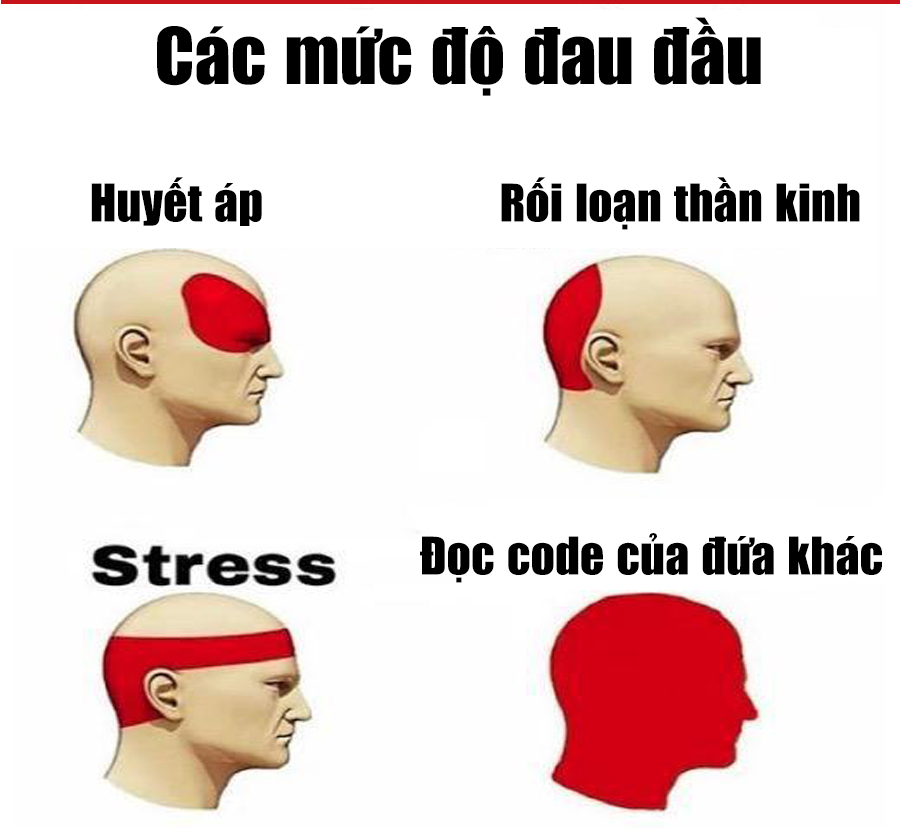 Các mức độ đau đầu
Huyết áp
Rối loạn thần kinh
Stress
Đọc code của đứa khác